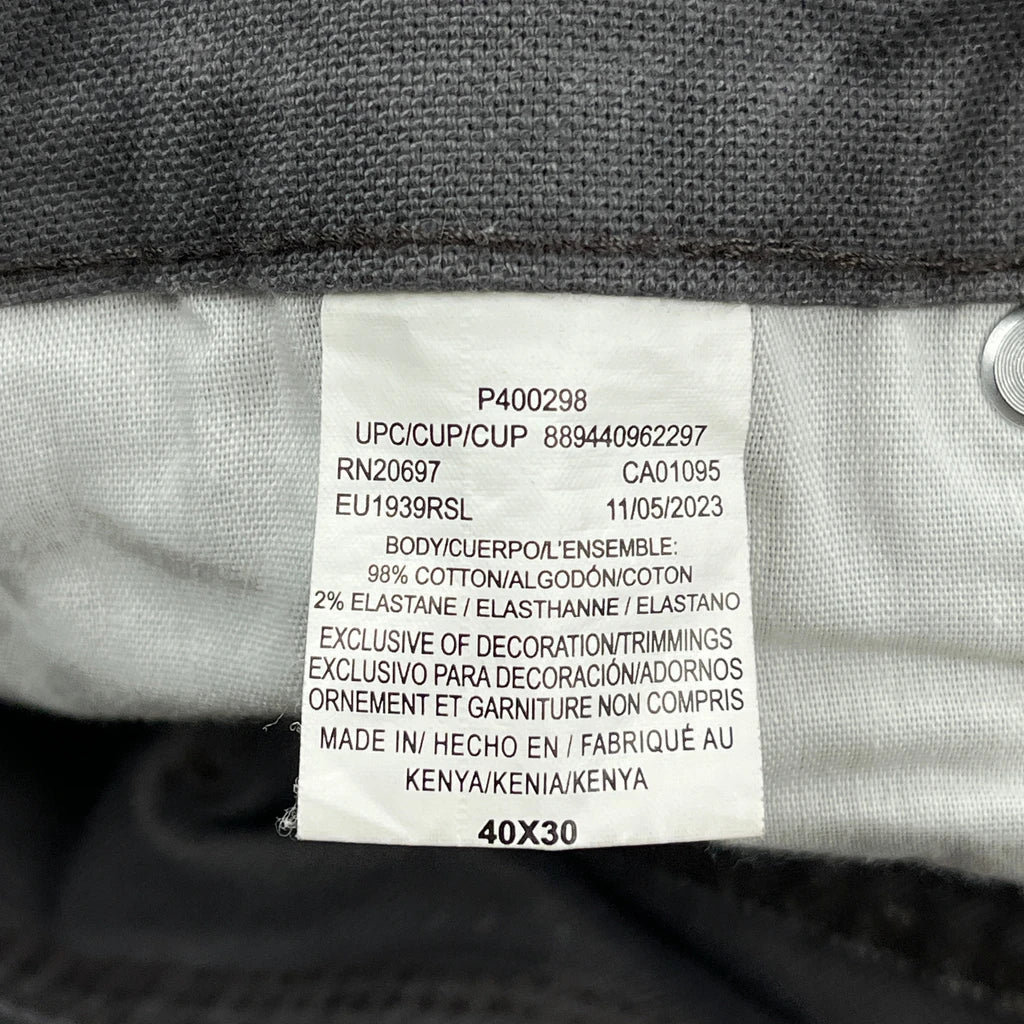 P400298
UPC/CUP/CUP 889440962297
RN20697 CA01095
EU1939RSL 11/05/2023
BODY/CUERPO/L'ENSEMBLE:
98% COTTON/ALGODÓN/COTON
2% ELASTANE / ELASTHANNE / ELASTANO
EXCLUSIVE OF DECORATION/TRIMMINGS
EXCLUSIVO PARA DECORACIÓN/ADORNOS
ORNEMENT ET GARNITURE NON COMPRIS
MADE IN/ HECHO EN / FABRIQUÉ AU
KENYA/KENIA/KENYA
40X30